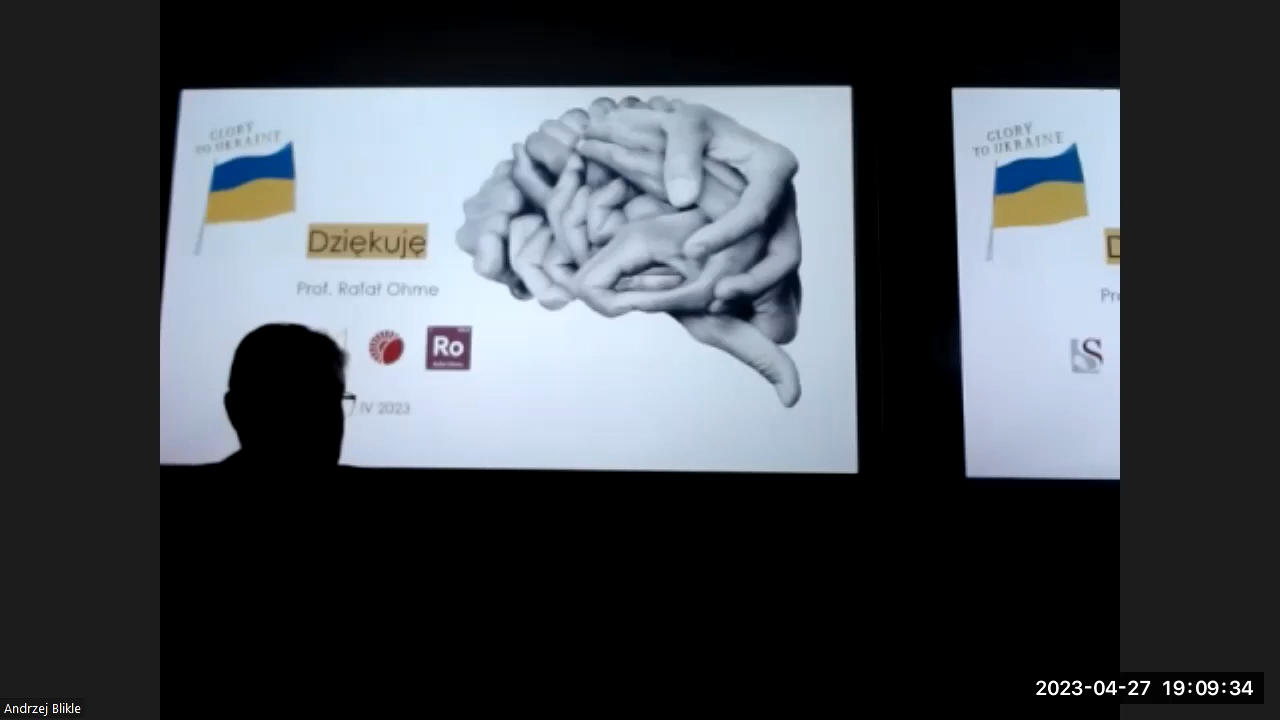 GLORY
TO UKRAINE
Dziękuję
Prof. Rafał Ohme
Ro
IV 2023
GLORY
TO UKRAINE
S
2023-04-27 19:09:34
Andrzej Blikle